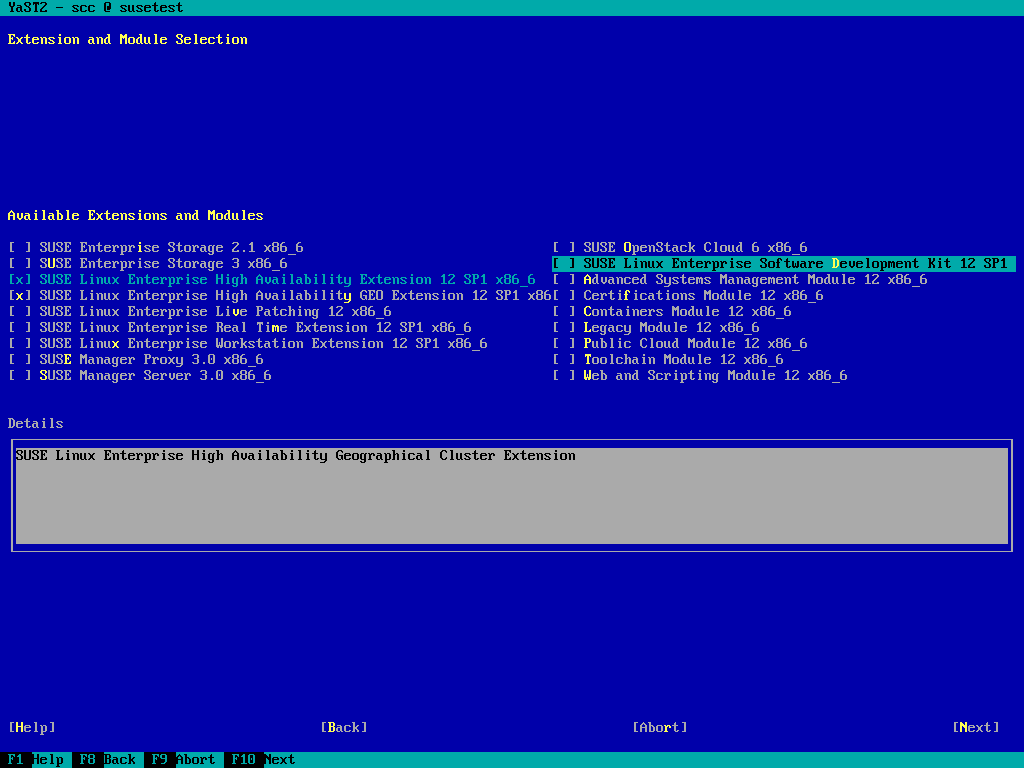 YaST2 - scc @ susetest
Extension and Module Selection
Available Extensions and Modules
[ ] SUSE Enterprise Storage 2.1 x86_6
[ ] SUSE Enterprise Storage 3 x86_6
[x] SUSE Linux Enterprise High Availability Extension 12 SP1 x86_6
[x] SUSE Linux Enterprise High Availability GEO Extension 12 SP1 x86
[ ] SUSE Linux Enterprise Live Patching 12 x86_6
[ ] SUSE Linux Enterprise Real Time Extension 12 SP1 x86_6
[ ] SUSE Linux Enterprise Workstation Extension 12 SP1 x86_6
[ ] SUSE Manager Proxy 3.0 x86_6
[ ] SUSE Manager Server 3.0 x86_6
[ ] SUSE OpenStack Cloud 6 x86_6
[ ] SUSE Linux Enterprise Software Development Kit 12 SP1
[ ] Advanced Systems Management Module 12 x86_6
[ ] Certifications Module 12 x86_6
[ ] Containers Module 12 x86_6
[ ] Legacy Module 12 x86_6
[ ] Public Cloud Module 12 x86_6
[ ] Toolchain Module 12 x86_6
[ ] Web and Scripting Module 12 x86_6
Details
SUSE Linux Enterprise High Availability Geographical Cluster Extension
[Help] [Back] [Abort] [Next]
F1 Help F8 Back F9 Abort F10 Next